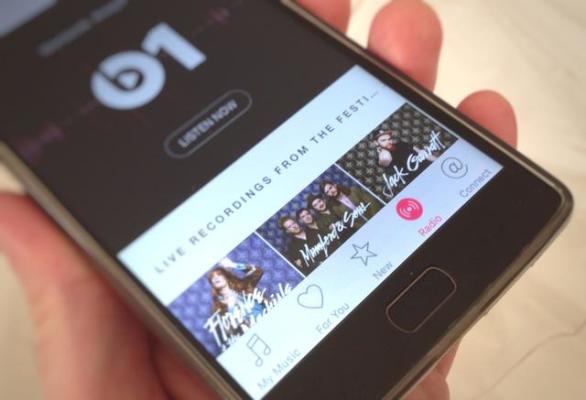 1
LISTEN NOW
LIVE RECORDINGS FROM THE FESTI...
Florence
Machine
Mumford & Sons
Jack Garratt
My Music
For You
New
Radio
@
Connect